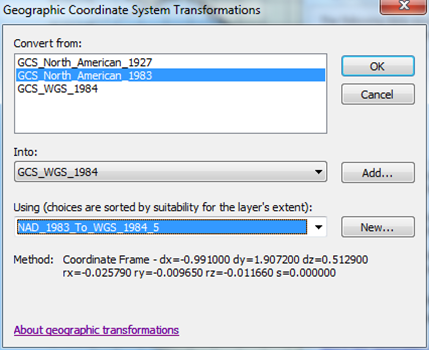 Geographic Coordinate System Transformations
Convert from:
GCS_North_American_1927
GCS_North_American_1983
GCS_WGS_1984
OK
Cancel
Into:
GCS_WGS_1984
Add...
Using (choices are sorted by suitability for the layer's extent):
NAD_1983_To_WGS_1984_5
New...
Method: Coordinate Frame - dx=-0.991000 dy=1.907200 dz=0.512900
rx=-0.025790 ry=-0.009650 rz=-0.011660 s=0.000000
About geographic transformations